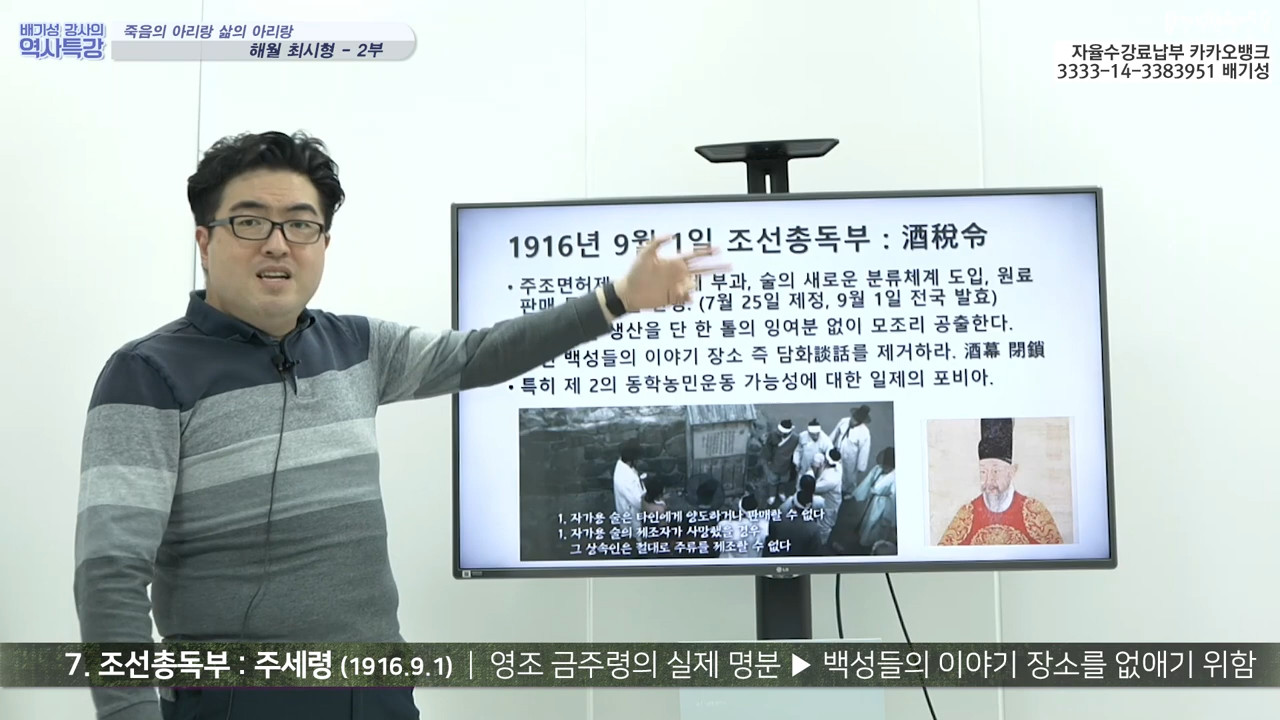 배기성 강사의
역사특강
죽음의 아리랑 삶의 아리랑
해월 최시형 - 2부
자율수강료납부 카카오뱅크
3333-14-3383951 배기성
1916년 9월 1일 조선총독부 : 酒稅令
• 주조면허제 부과, 술의 새로운 분류체계 도입, 원료
판매 (7월 25일 제정, 9월 1일 전국 발효)
생산을 단 한 톨의 잉여분 없이 모조리 공출한다.
백성들의 이야기 장소 즉 담화談話를 제거하라. 酒幕 閉鎖
• 특히 제 2의 동학농민운동 가능성에 대한 일제의 포비아.
1. 자가용 술은 타인에게 양도하거나 판매할 수 없다
1. 자가용 술의 제조자가 사망했을 경우
그 상속인은 절대로 주류를 제조할 수 없다
LG
7. 조선총독부 : 주세령 (1916.9.1) | 영조 금주령의 실제 명분 ▶ 백성들의 이야기 장소를 없애기 위함